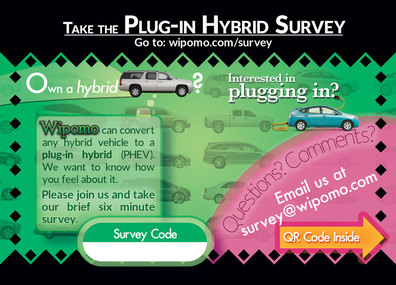 TAKE THE PLUG-IN HYBRID SURVEY
Go to: wipomo.com/survey
Own a hybrid ?
Interested in
plugging in?
Wipomo can convert
any hybrid vehicle to a
plug-in hybrid (PHEV).
We want to know how
you feel about it.
Please join us and take
our brief six minute
survey.
Survey Code
Questions? Comments?
Email us at
survey@wipomo.com
QR Code Inside